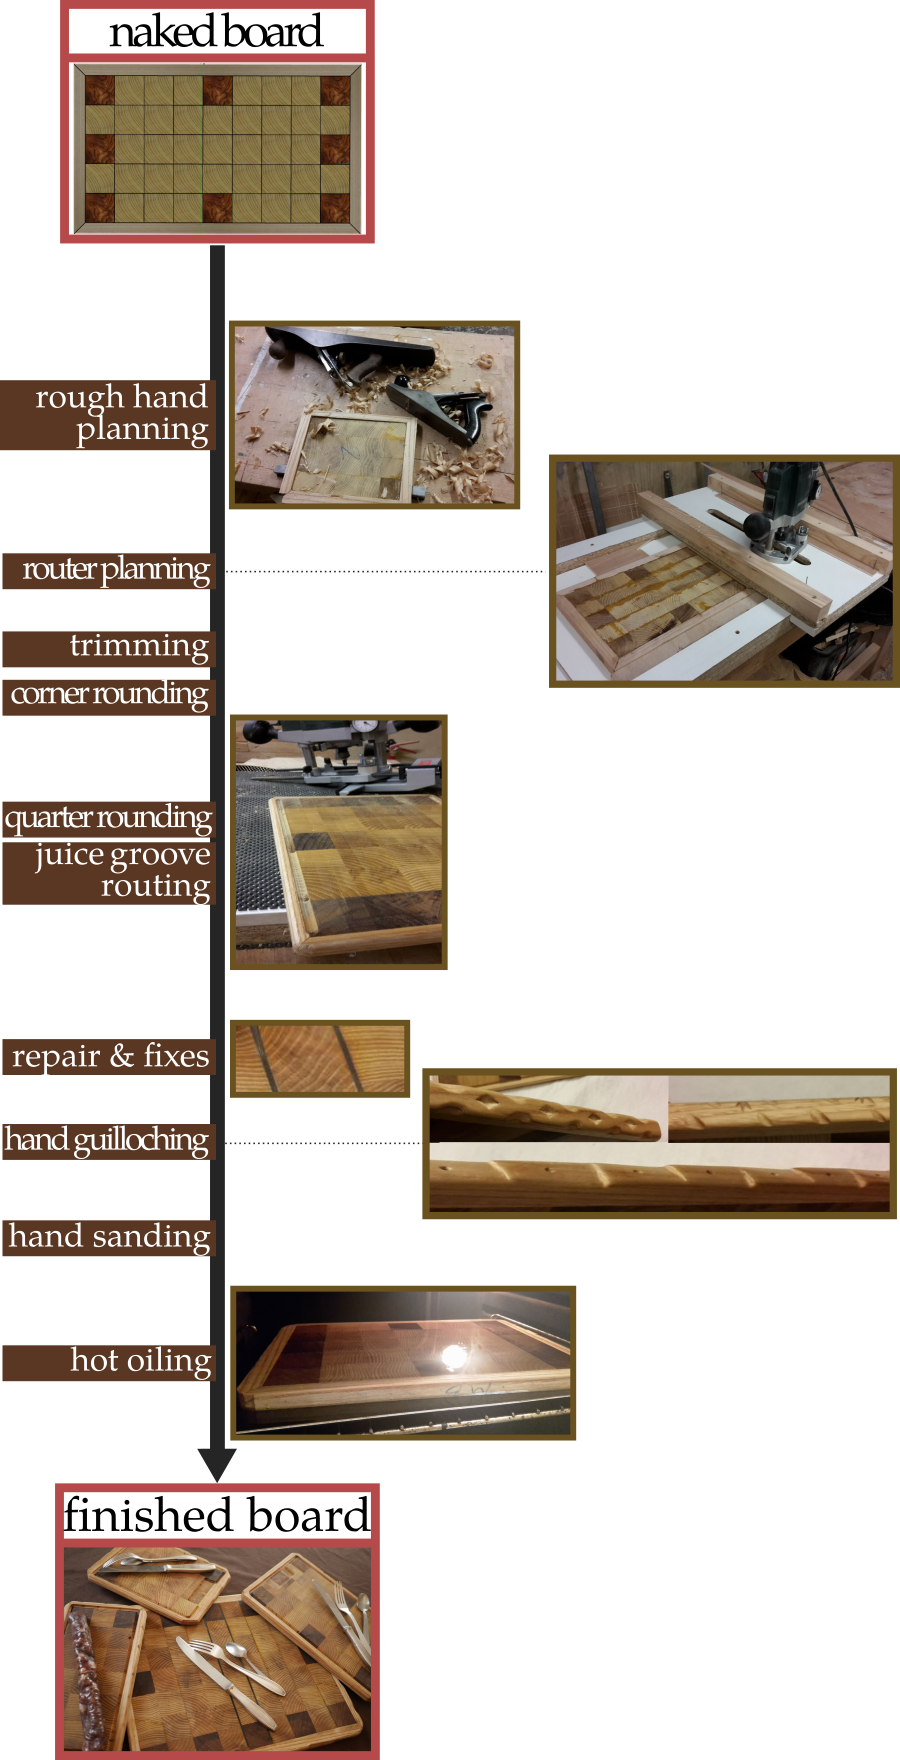 naked board
rough hand
planning
router planning
trimming
corner rounding
quarter rounding
juice groove
routing
repair & fixes
hand guilloching
hand sanding
hot oiling
finished board